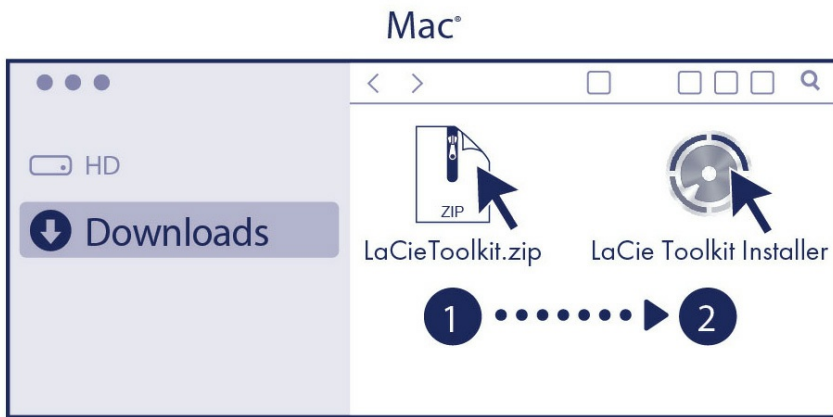 Mac®
HD
Downloads
ZIP
LaCieToolkit.zip
LaCie Toolkit Installer
1
2